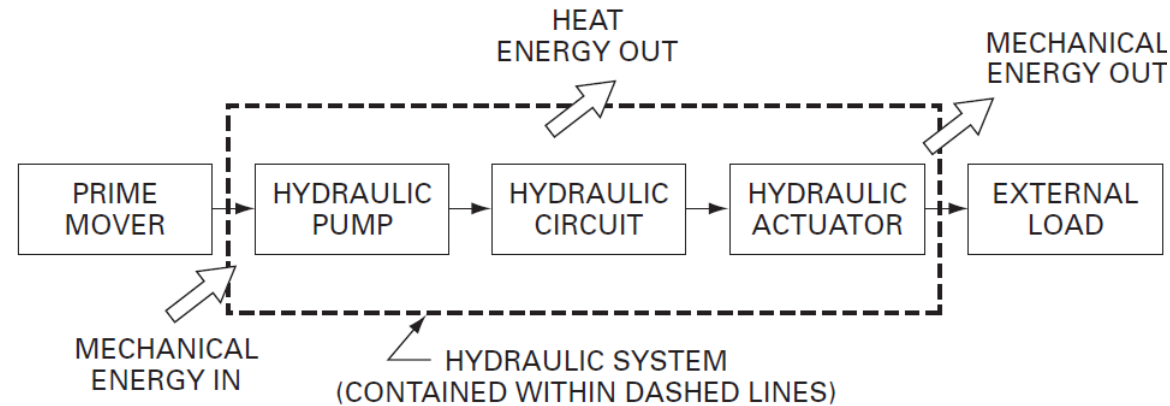 HEAT
ENERGY OUT
MECHANICAL
ENERGY OUT
PRIME
MOVER
HYDRAULIC
PUMP
HYDRAULIC
CIRCUIT
HYDRAULIC
ACTUATOR
EXTERNAL
LOAD
MECHANICAL
ENERGY IN
HYDRAULIC SYSTEM
(CONTAINED WITHIN DASHED LINES)